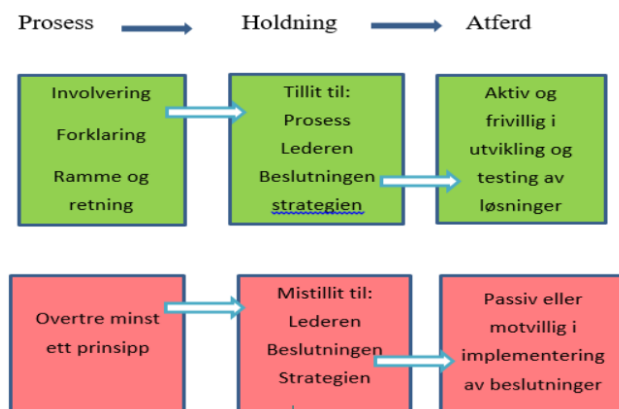 Prosess
Holdning
Atferd
Involvering
Forklaring
Ramme og
retning
Tillit til:
Prosess
Lederen
Beslutningen
strategien
Aktiv og
frivillig i
utvikling og
testing av
løsninger
Overtre minst
ett prinsipp
Mistillit til:
Lederen
Beslutningen
Strategien
Passiv eller
motvillig i
implementering
av beslutninger